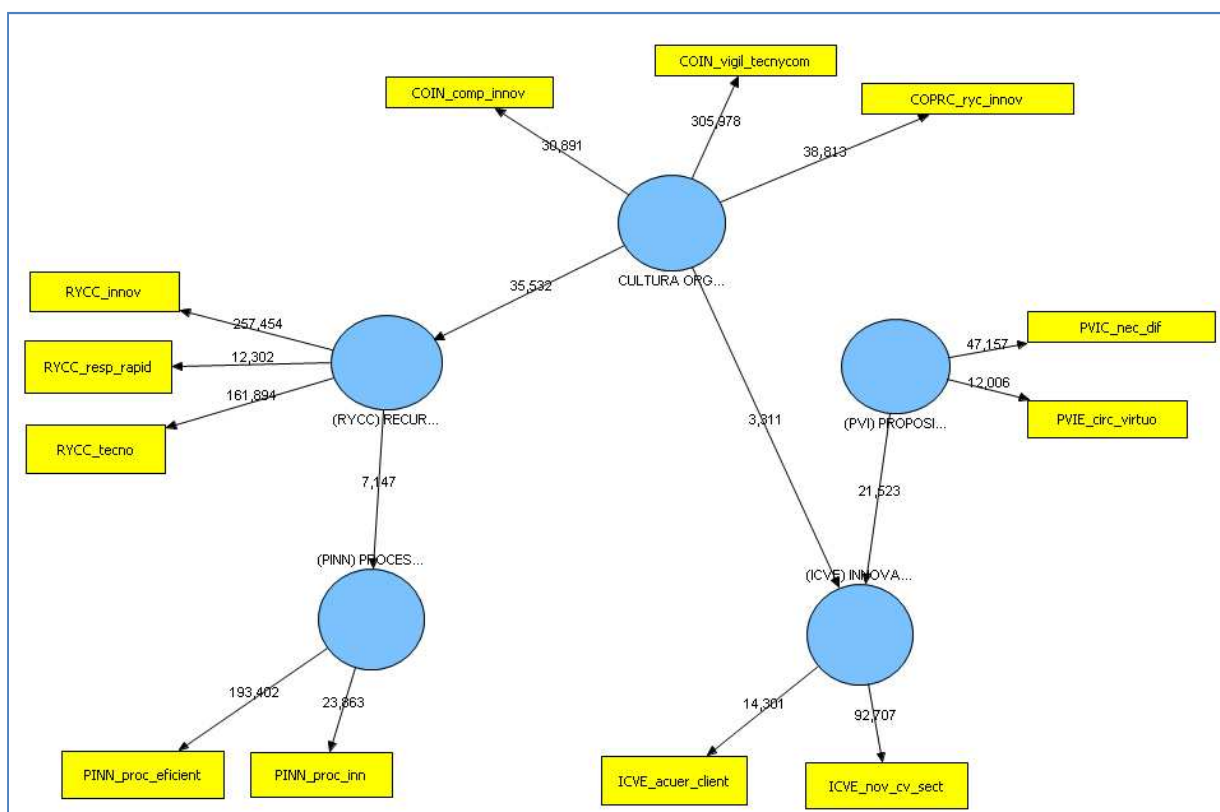 COIN_vigil_tecnycom
COIN_comp_innov
COPRC_ryc_innov
305,978
30,891
38,813
CULTURA ORG...
35,532
RYCC_innov
257,454
RYCC_resp_rapid
12,302
161,894
RYCC_tecno
(RYCC) RECUR...
PVIC_nec_dif
47,157
12,006
PVIE_circ_virtuo
(PVI) PROPOSI...
3,311
7,147
21,523
(PINN) PROCES...
(ICVE) INNOVA...
193,402
23,863
14,301
92,707
PINN_proc_eficient
PINN_proc_inn
ICVE_acuer_client
ICVE_nov_cv_sect